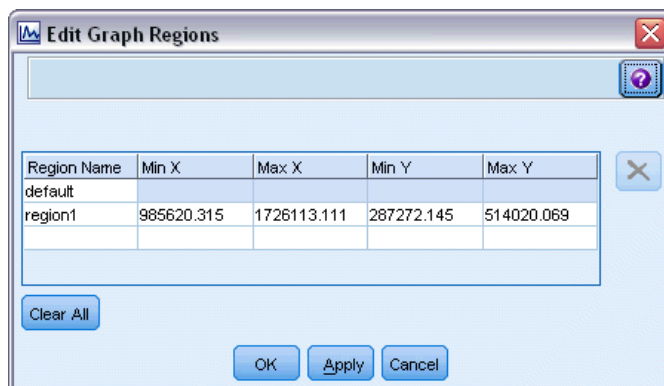 Edit Graph Regions
?
Region Name Min X Max X Min Y Max Y
default
region1 985620.315 1726113.111 287272.145 514020.069
Clear All
OK Apply Cancel